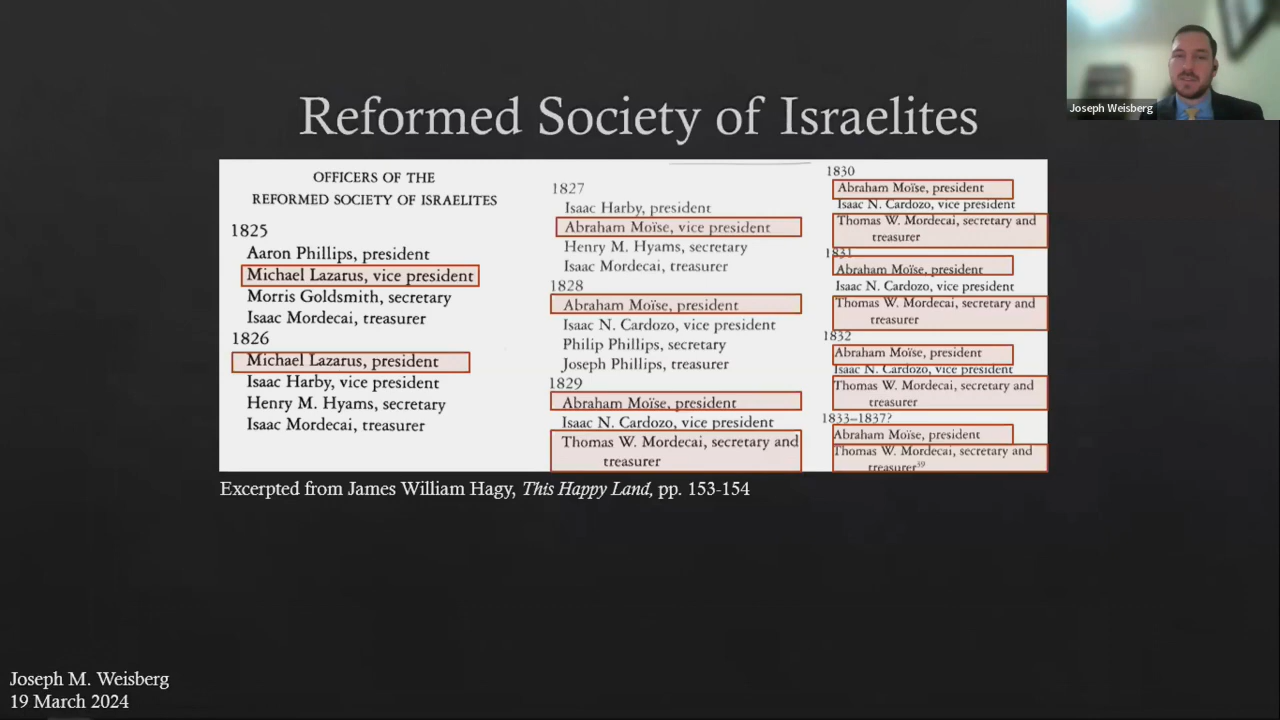 Joseph Weisberg
Reformed Society of Israelites
OFFICERS OF THE
REFORMED SOCIETY OF ISRAELITES
1825
Aaron Phillips, president
Michael Lazarus, vice president
Morris Goldsmith, secretary
Isaac Mordecai, treasurer
1826
Michael Lazarus, president
Isaac Harby, vice president
Henry M. Hyams, secretary
Isaac Mordecai, treasurer
1827
Isaac Harby, president
Abraham Moïse, vice president
Henry M. Hyams, secretary
Isaac Mordecai, treasurer
1828
Abraham Moïse, president
Isaac N. Cardozo, vice president
Philip Phillips, secretary
Joseph Phillips, treasurer
1829
Abraham Moïse, president
Isaac N. Cardozo, vice president
Thomas W. Mordecai, secretary and
treasurer
1830
Abraham Moïse, president
Isaac N. Cardozo, vice president
Thomas W. Mordecai, secretary and
treasurer
1831
Abraham Moïse, president
Isaac N. Cardozo, vice president
Thomas W. Mordecai, secretary and
treasurer
1832
Abraham Moïse, president
Isaac N. Cardozo, vice president
Thomas W. Mordecai, secretary and
treasurer
1833–1837?
Abraham Moïse, president
Thomas W. Mordecai, secretary and
treasurer³⁹
Excerpted from James William Hagy, This Happy Land, pp. 153-154
Joseph M. Weisberg
19 March 2024